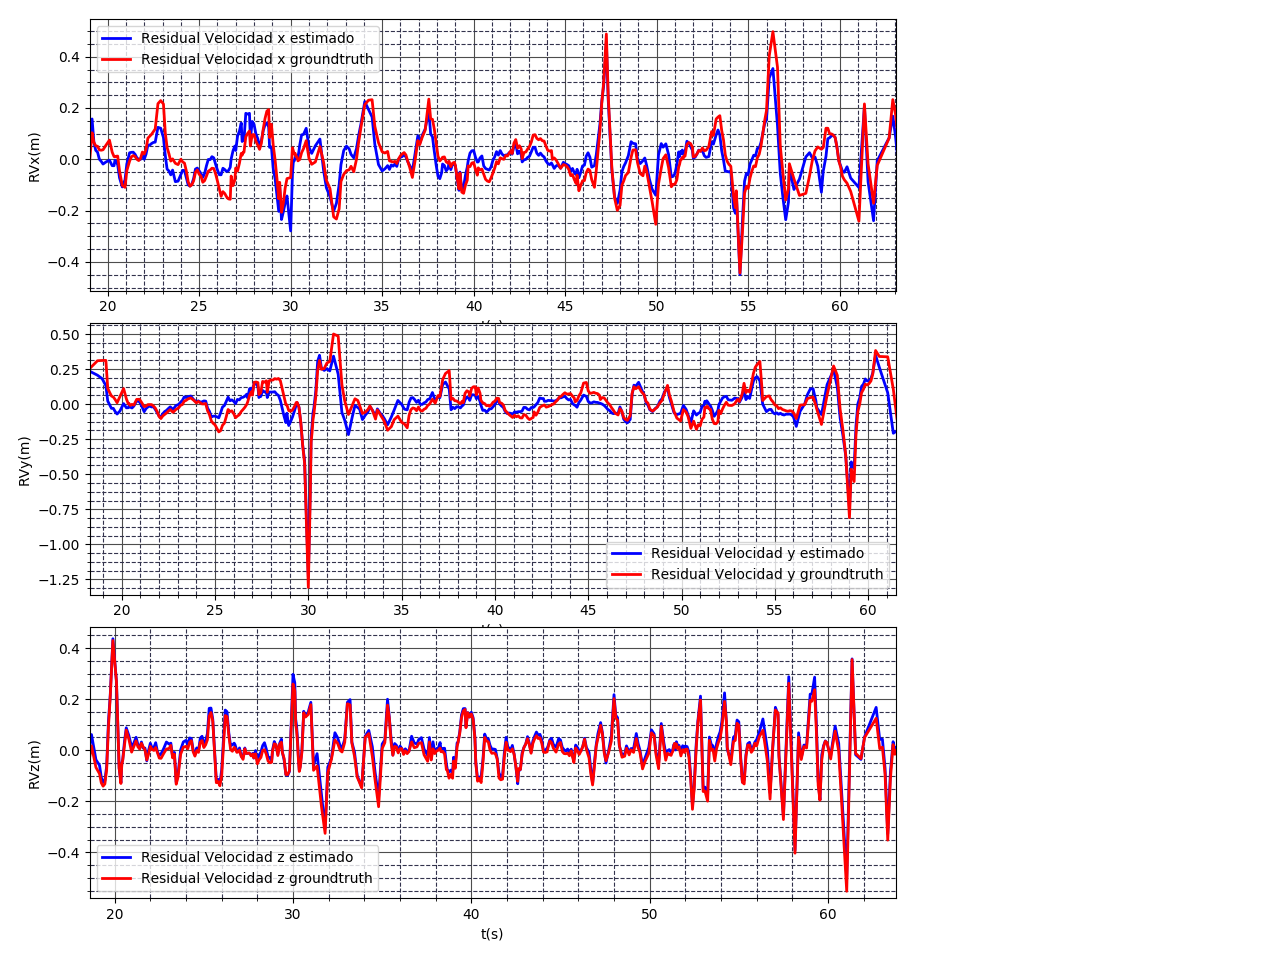 Residual Velocidad x estimado
Residual Velocidad x groundtruth
RVx(m)
0.4
0.2
0.0
−0.2
−0.4
20 25 30 35 40 45 50 55 60
RVy(m)
0.50
0.25
0.00
−0.25
−0.50
−0.75
−1.00
−1.25
Residual Velocidad y estimado
Residual Velocidad y groundtruth
20 25 30 35 40 45 50 55 60
RVz(m)
0.4
0.2
0.0
−0.2
−0.4
Residual Velocidad z estimado
Residual Velocidad z groundtruth
20 30 40 50 60
t(s)